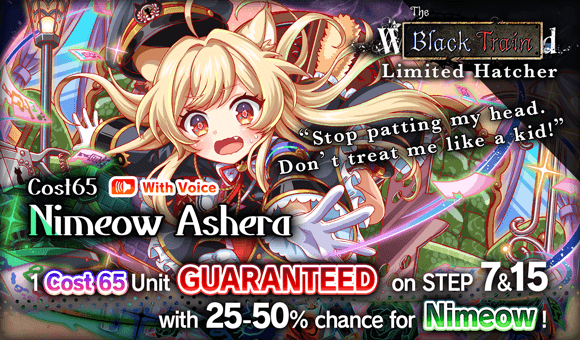 The
Black Train
Limited Hatcher
"Stop patting my head.
Don't treat me like a kid!"
Cost65 With Voice
Nimeow Ashera
1 Cost 65 Unit GUARANTEED on STEP 7&15
with 25-50% chance for Nimeow!